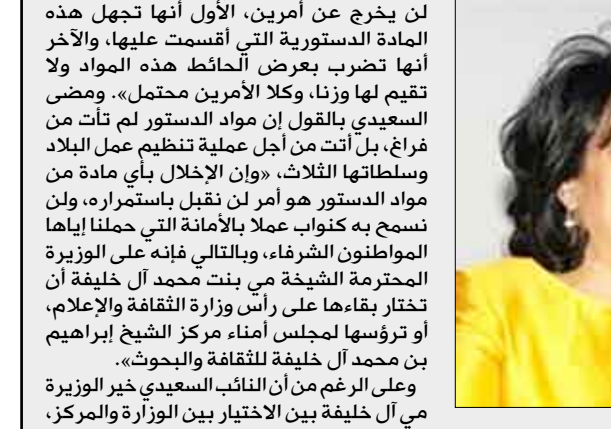 لن يخرج عن أمرين، الأول أنها تجهل هذه
المادة الدستورية التي أقسمت عليها، والآخر
أنها تضرب بعرض الحائط هذه المواد ولا
تقيم لها وزنا، وكلا الأمرين محتمل». ومضى
السعيدي بالقول إن مواد الدستور لم تأت من
فراغ، بل أتت من أجل عملية تنظيم عمل البلاد
وسلطاتها الثلاث، «وإن الإخلال بأي مادة من
مواد الدستور هو أمر لن نقبل باستمراره، ولن
نسمح به كنواب عملا بالأمانة التي حملنا إياها
المواطنون الشرفاء، وبالتالي فإنه على الوزيرة
المحترمة الشيخة مي بنت محمد آل خليفة أن
تختار بقاءها على رأس وزارة الثقافة والإعلام،
أو ترؤسها لمجلس أمناء مركز الشيخ إبراهيم
بن محمد آل خليفة للثقافة والبحوث».
وعلى الرغم من أن النائب السعيدي خير الوزيرة
مي آل خليفة بين الاختيار بين الوزارة والمركز،